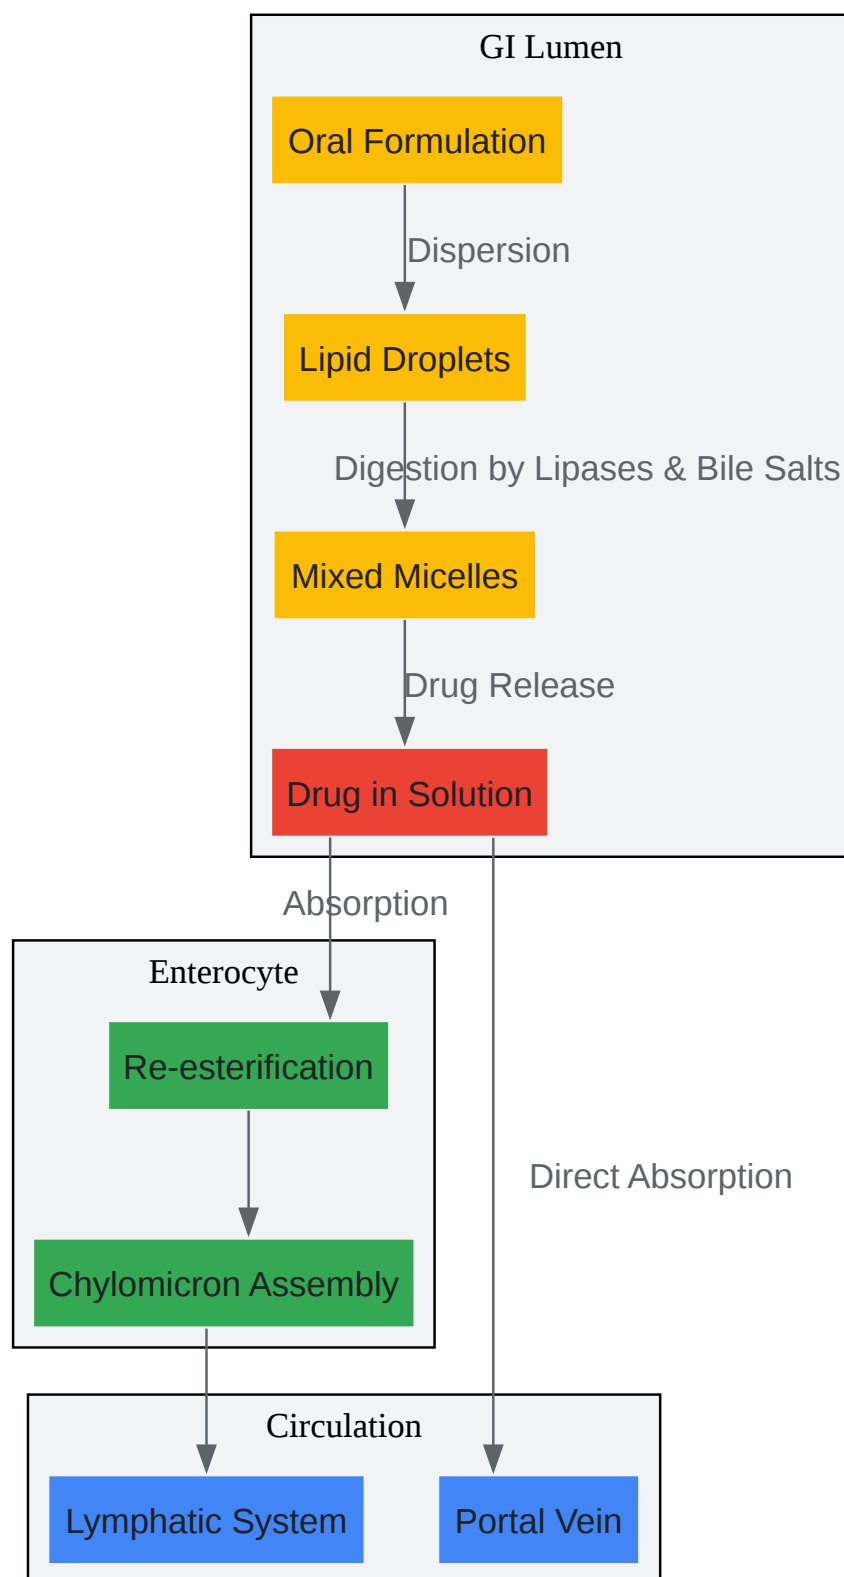 GI Lumen
Oral Formulation
Dispersion
Lipid Droplets
Digestion by Lipases & Bile Salts
Mixed Micelles
Drug Release
Drug in Solution
Absorption
Enterocyte
Re-esterification
Direct Absorption
Chylomicron Assembly
Circulation
Lymphatic System
Portal Vein